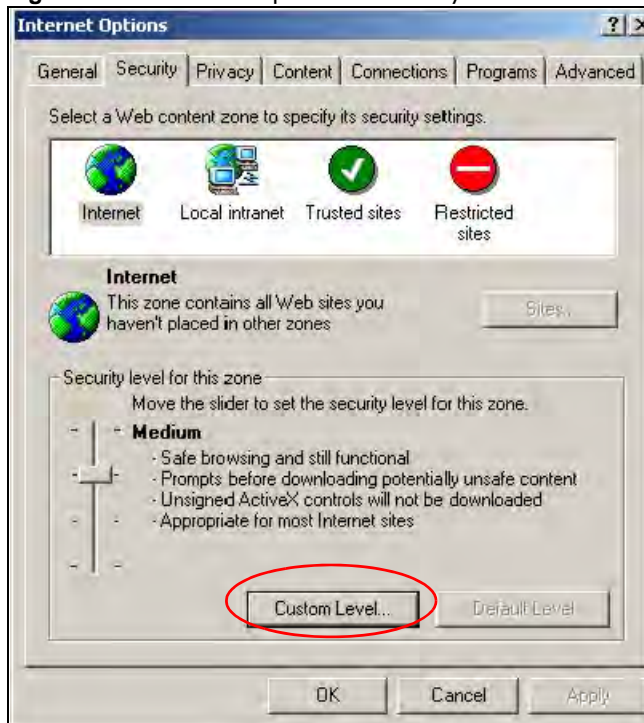 Internet Options
General Security Privacy Content Connections Programs Advanced
Select a Web content zone to specify its security settings.
Internet Local intranet Trusted sites Restricted
sites
Internet
This zone contains all Web sites you
haven't placed in other zones
Sites...
Security level for this zone
Move the slider to set the security level for this zone.
Medium
- Safe browsing and still functional
- Prompts before downloading potentially unsafe content
- Unsigned ActiveX controls will not be downloaded
- Appropriate for most Internet sites
Custom Level... Default Level
OK Cancel Apply